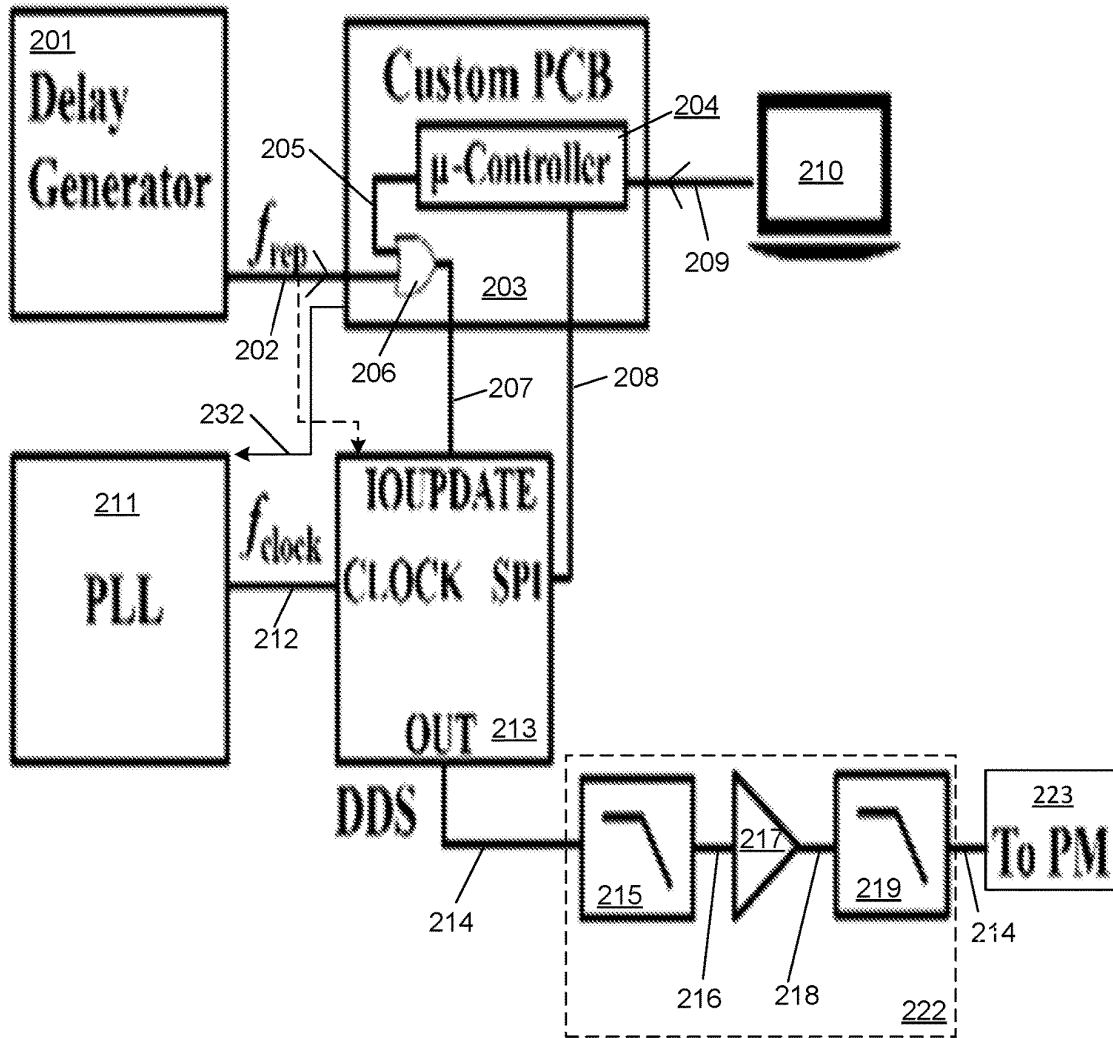 201
Delay
Generator
f_rep
202
Custom PCB
204
μ-Controller
205
206
203
207
208
209
210
232
211
PLL
f_clock
212
IOUPDATE
CLOCK SPI
OUT
213
DDS
214
215
216
217
218
219
222
223
To PM
214